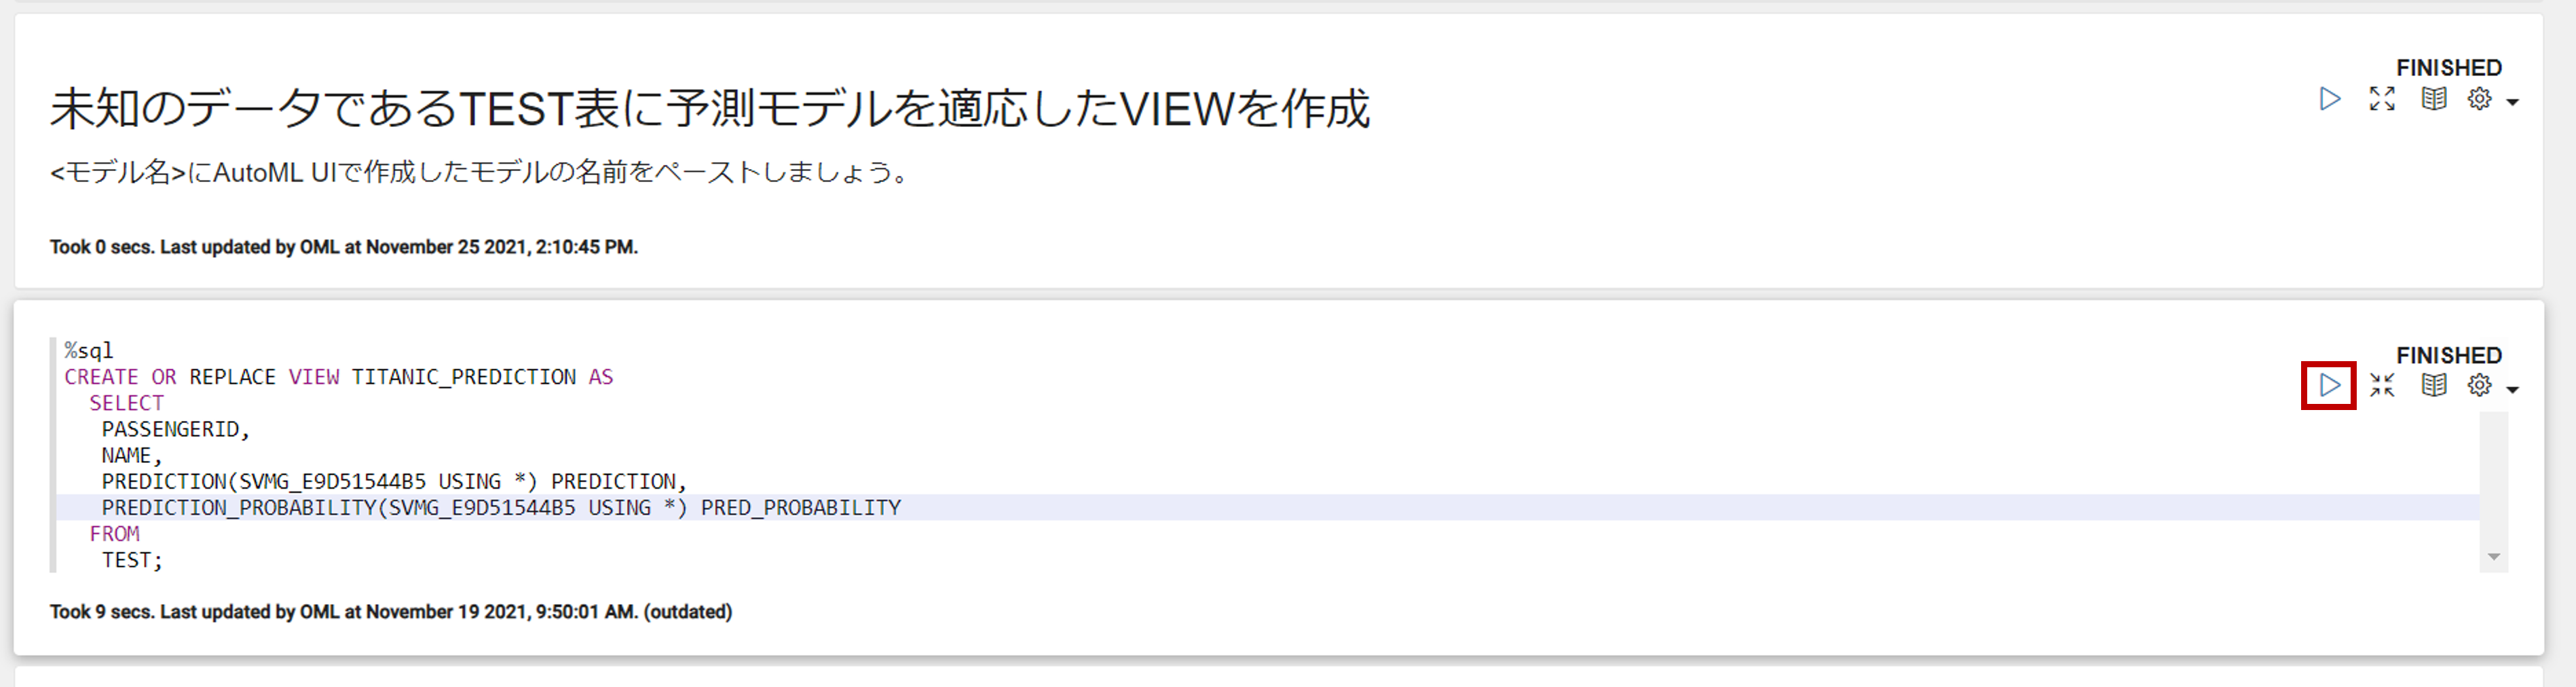 FINISHED
未知のデータであるTEST表に予測モデルを適応したVIEWを作成
<モデル名>にAutoML UIで作成したモデルの名前をペーストしましょう。
Took 0 secs. Last updated by OML at November 25 2021, 2:10:45 PM.
FINISHED
%sql
CREATE OR REPLACE VIEW TITANIC_PREDICTION AS
SELECT
PASSENGERID,
NAME,
PREDICTION(SVMG_E9D51544B5 USING *) PREDICTION,
PREDICTION_PROBABILITY(SVMG_E9D51544B5 USING *) PRED_PROBABILITY
FROM
TEST;
Took 9 secs. Last updated by OML at November 19 2021, 9:50:01 AM. (outdated)